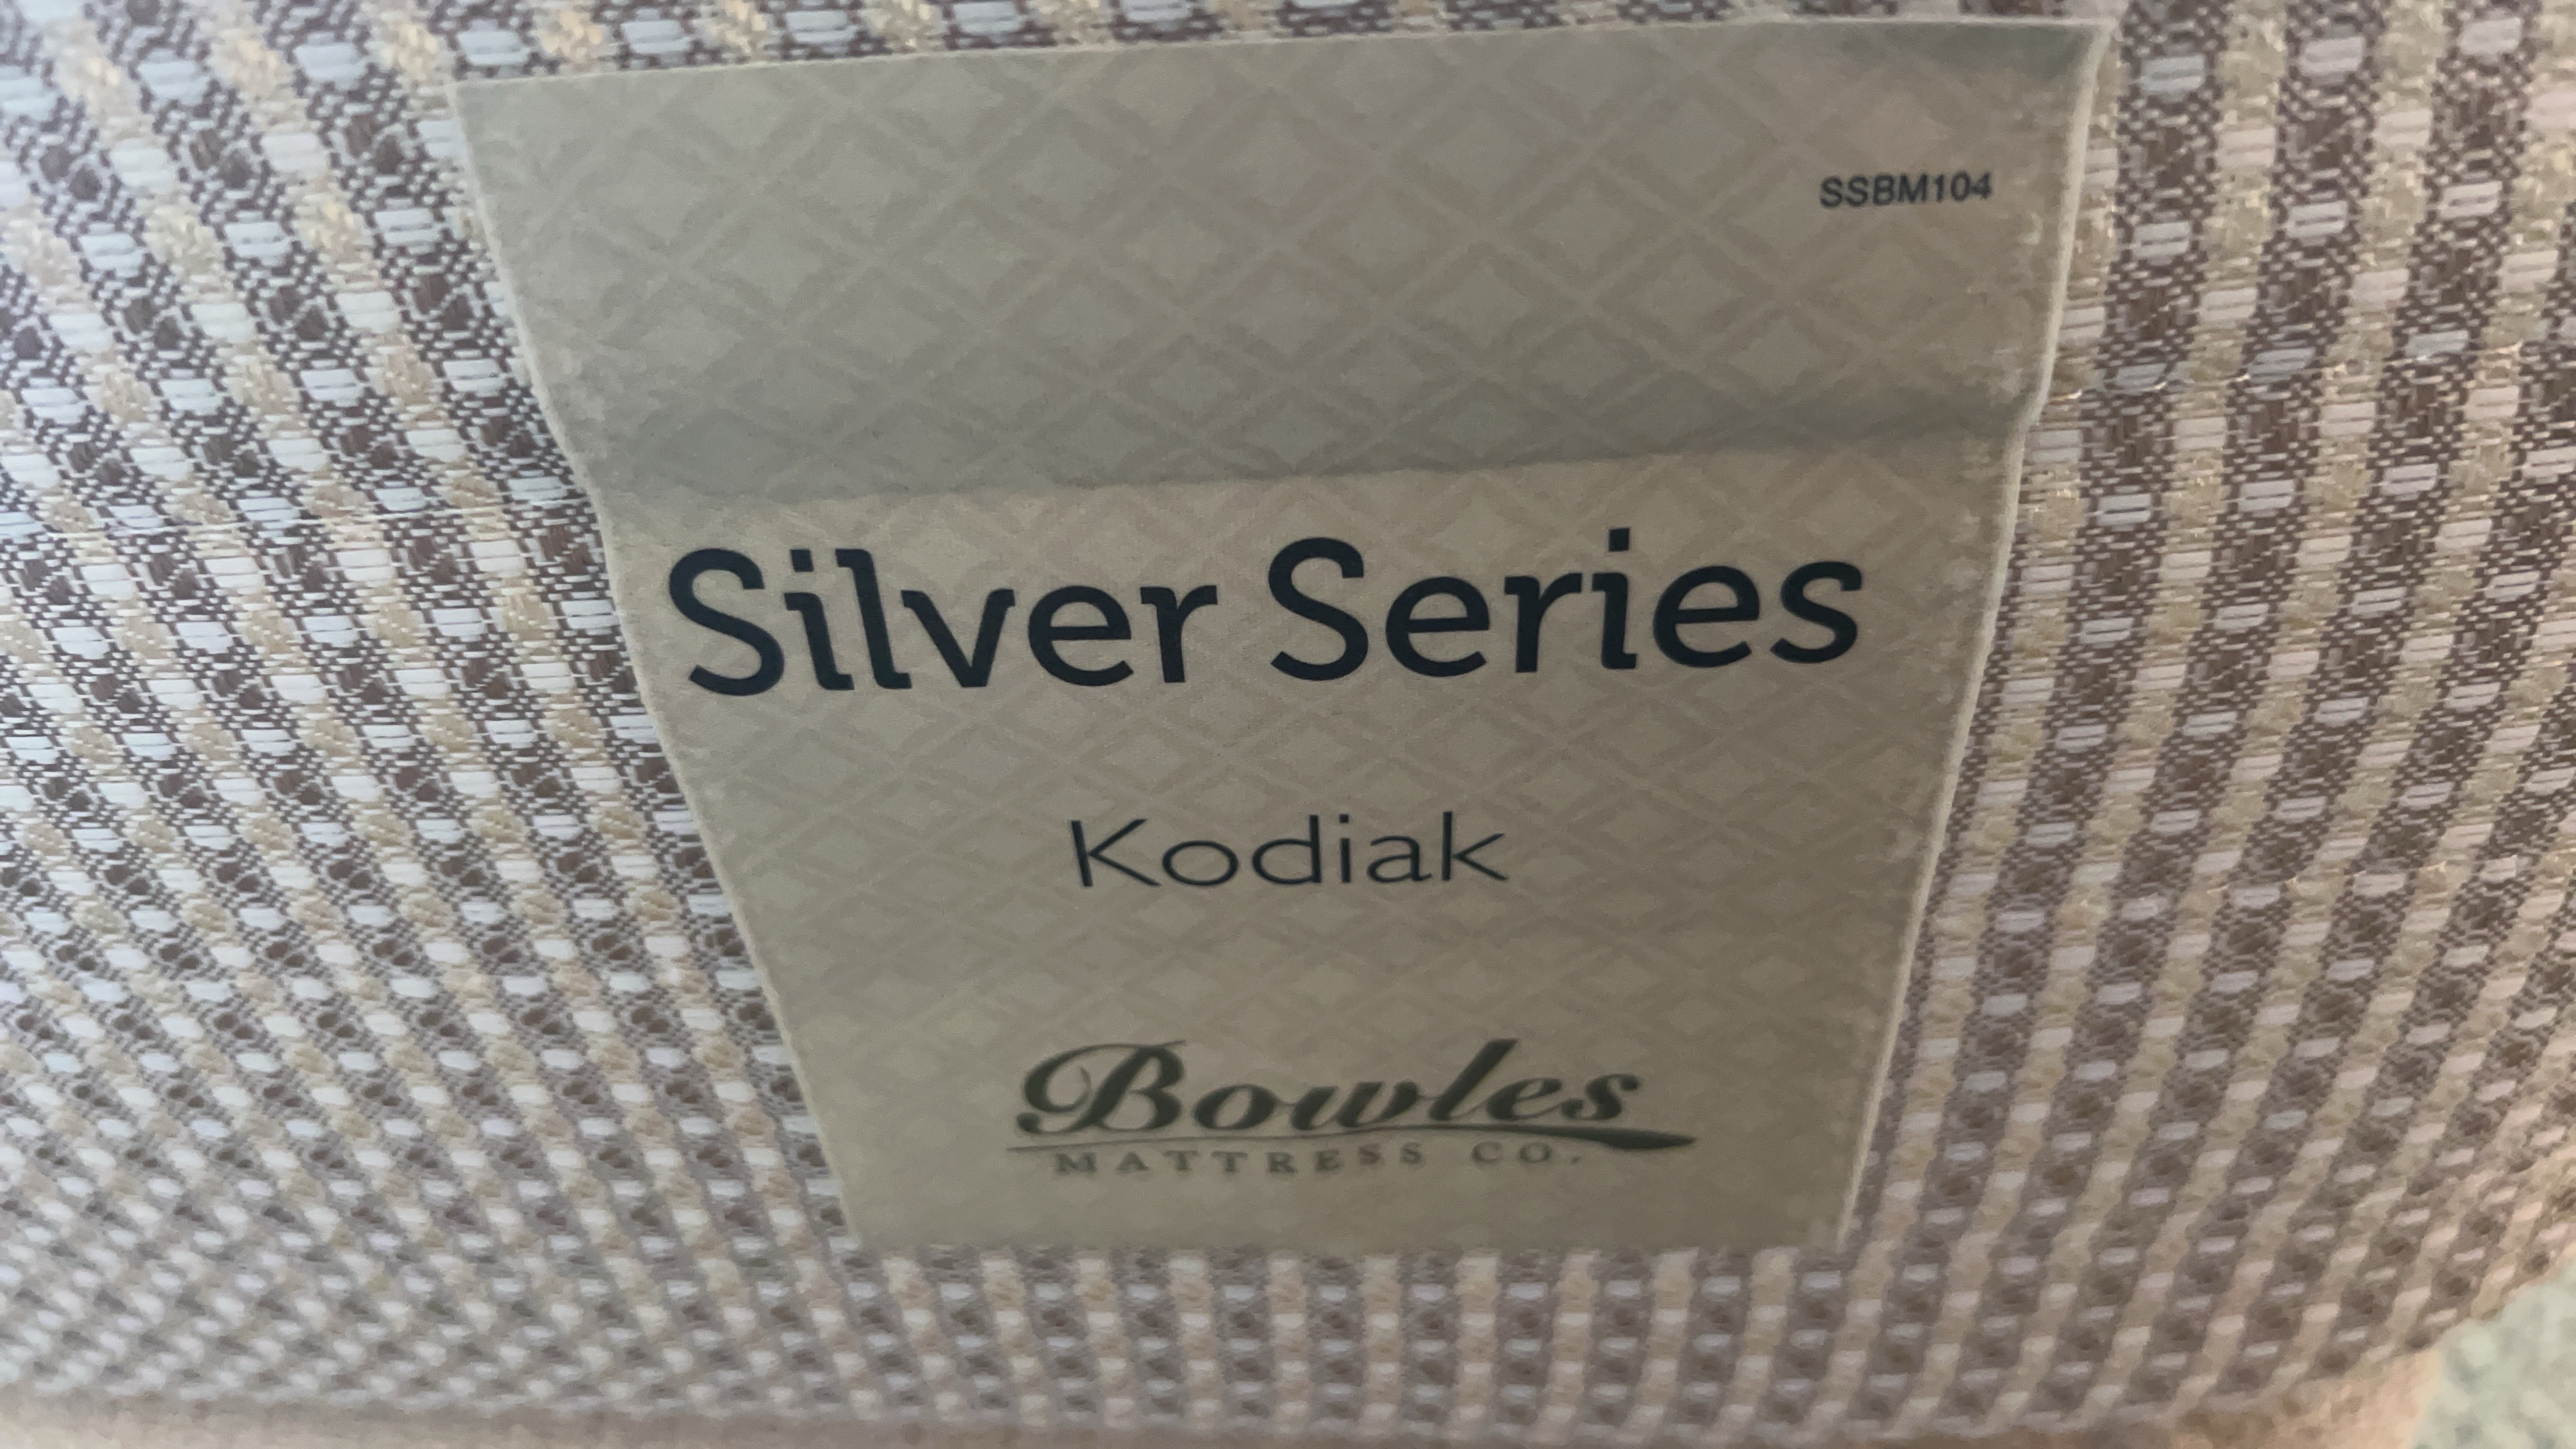 SSBM104
Silver Series
Kodiak
Bowles
MATTRESS CO.